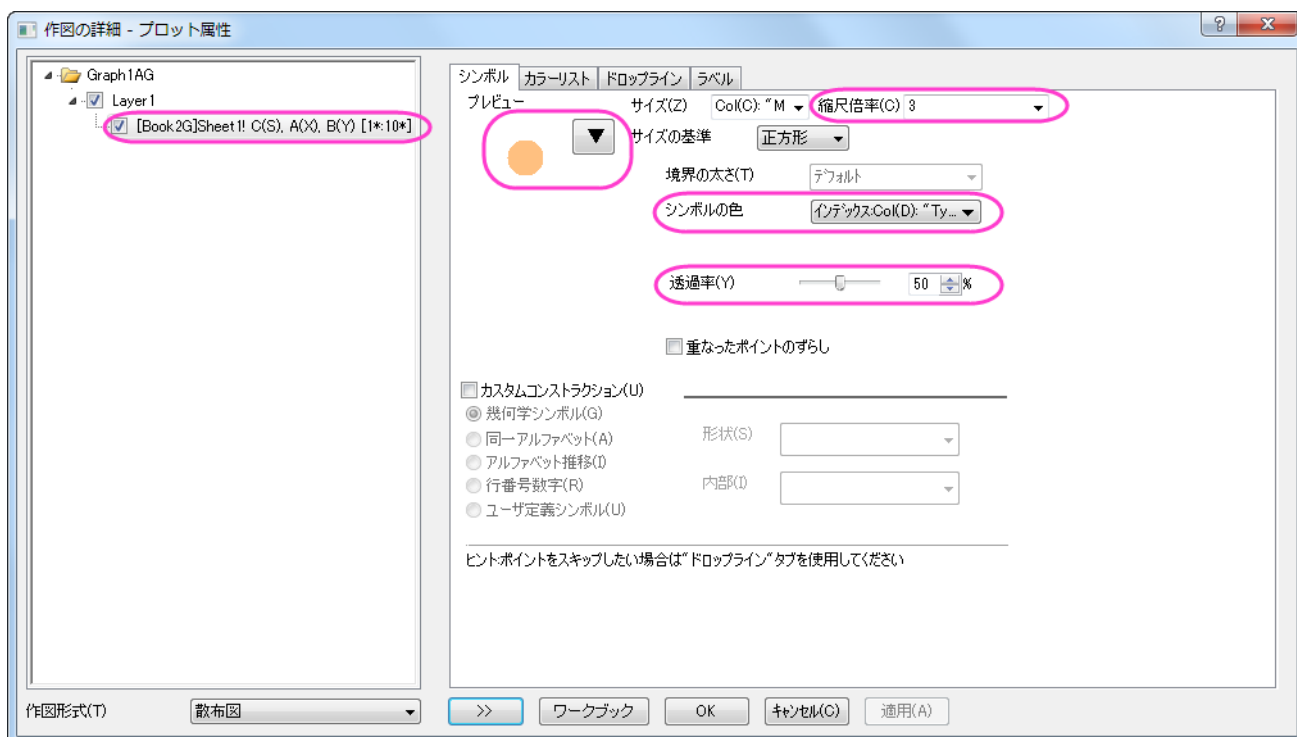 作図の詳細 - プロット属性
Graph1AG
Layer1
[Book2G]Sheet1! C(S), A(X), B(Y) [1*:10*]
シンボル カラーリスト ドロップライン ラベル
プレビュー サイズ(Z) Col(C): "M 縮尺倍率(C) 3
サイズの基準 正方形
境界の太さ(T) デフォルト
シンボルの色 インデックス:Col(D): "Ty...
透過率(Y) 50 %
重なったポイントのずらし
カスタムコンストラクション(U)
幾何学シンボル(G)
同一アルファベット(A) 形状(S)
アルファベット推移(I)
行番号数字(R) 内部(I)
ユーザ定義シンボル(U)
ヒント:ポイントをスキップしたい場合は"ドロップライン"タブを使用してください
作図形式(T) 散布図 >> ワークブック OK キャンセル(C) 適用(A)